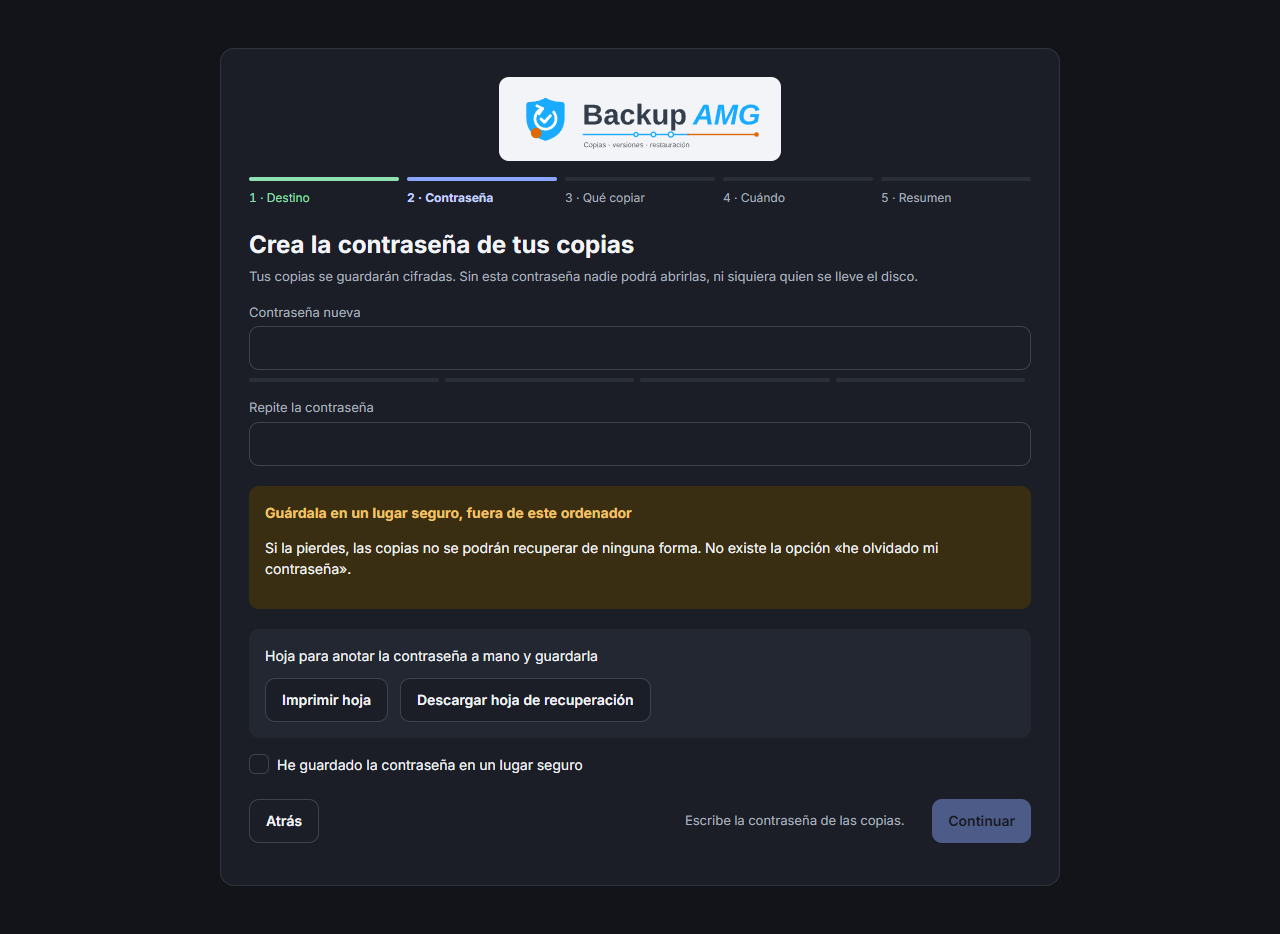 Backup AMG
Copias · versiones · restauración
1 · Destino
2 · Contraseña
3 · Qué copiar
4 · Cuándo
5 · Resumen
Crea la contraseña de tus copias
Tus copias se guardarán cifradas. Sin esta contraseña nadie podrá abrirlas, ni siquiera quien se lleve el disco.
Contraseña nueva
Repite la contraseña
Guárdala en un lugar seguro, fuera de este ordenador
Si la pierdes, las copias no se podrán recuperar de ninguna forma. No existe la opción «he olvidado mi
contraseña».
Hoja para anotar la contraseña a mano y guardarla
Imprimir hoja
Descargar hoja de recuperación
He guardado la contraseña en un lugar seguro
Atrás
Escribe la contraseña de las copias.
Continuar